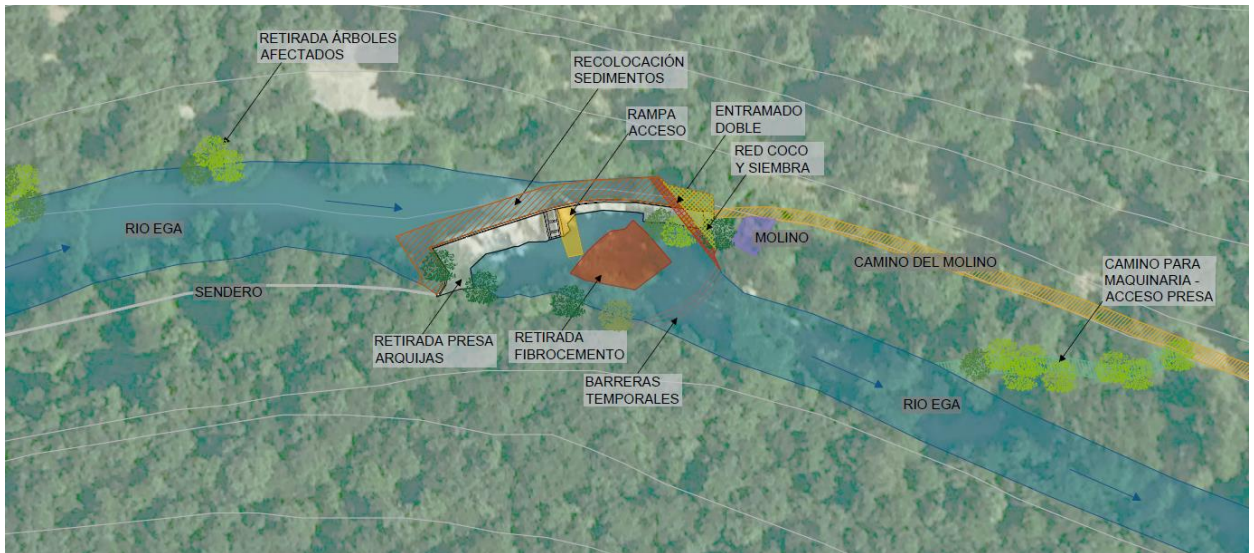 RETIRADA ÁRBOLES
AFECTADOS
RECOLOCACIÓN
SEDIMENTOS
RAMPA
ACCESO
ENTRAMADO
DOBLE
RED COCO
Y SIEMBRA
RIO EGA
MOLINO
CAMINO DEL MOLINO
CAMINO PARA
MAQUINARIA -
ACCESO PRESA
SENDERO
RETIRADA PRESA
ARQUIJAS
RETIRADA
FIBROCEMENTO
BARRERAS
TEMPORALES
RIO EGA